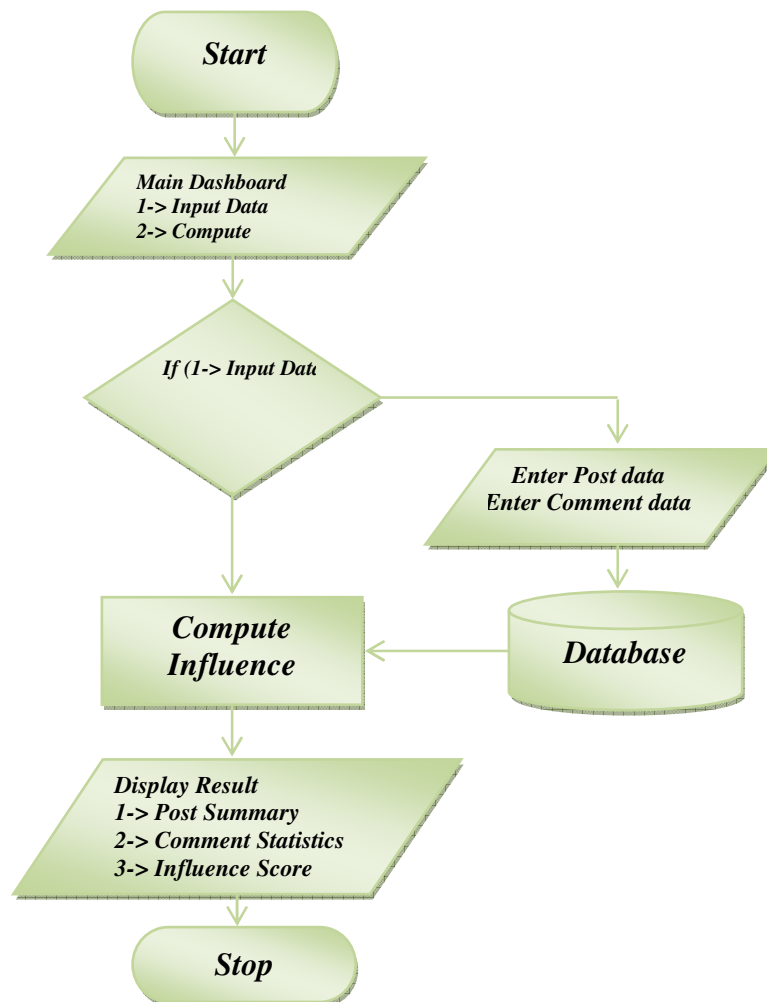 Start
Main Dashboard
1-> Input Data
2-> Compute
If (1-> Input Data
Enter Post data
Enter Comment data
Compute
Influence
Database
Display Result
1-> Post Summary
2-> Comment Statistics
3-> Influence Score
Stop